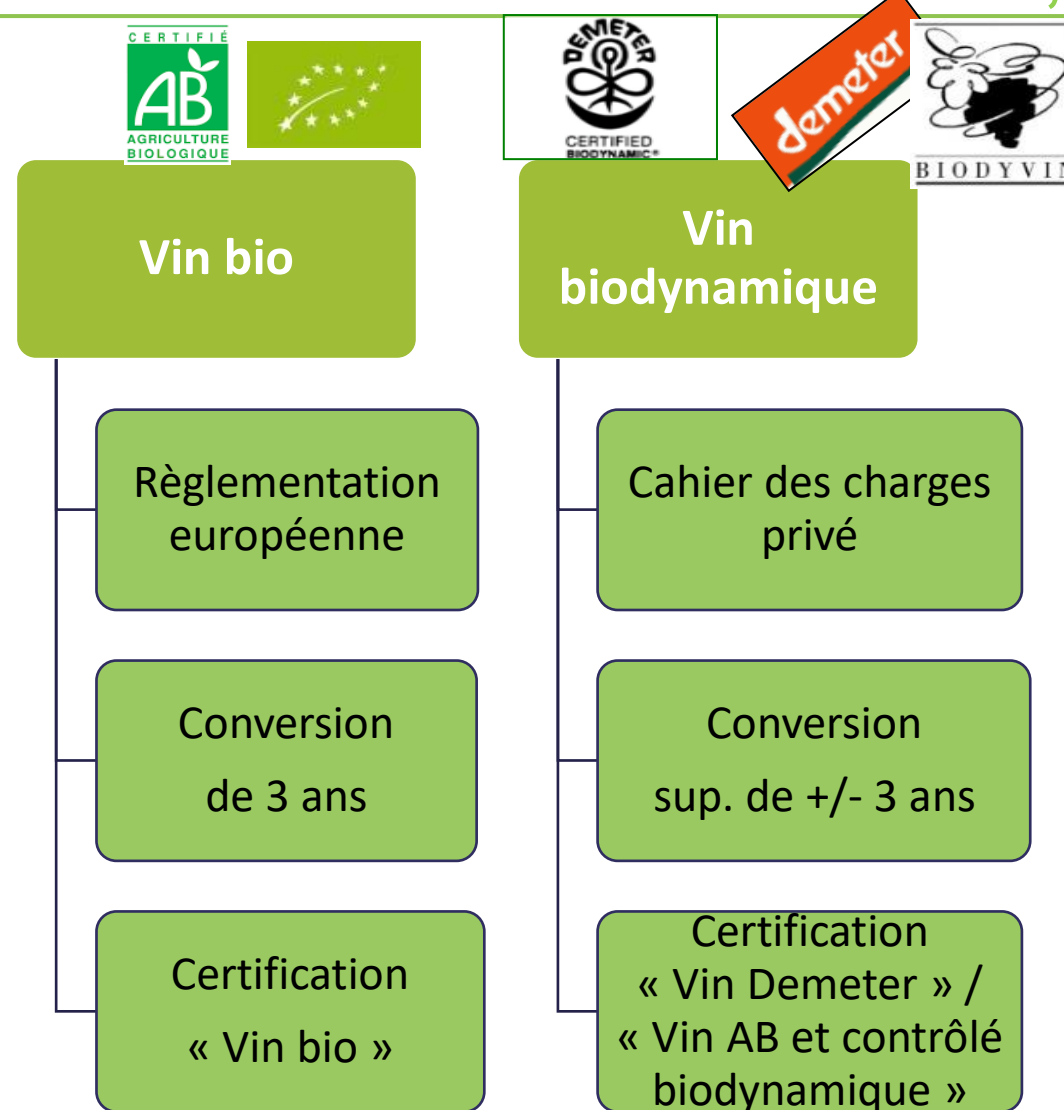 CERTIFIÉ
AB
AGRICULTURE
BIOLOGIQUE
DEMETER
CERTIFIED
BIODYNAMIC®
demeter
BIODYVIN
Vin bio
Vin
biodynamique
Règlementation
européenne
Cahier des charges
privé
Conversion
de 3 ans
Conversion
sup. de +/- 3 ans
Certification
« Vin bio »
Certification
« Vin Demeter » /
« Vin AB et contrôlé
biodynamique »